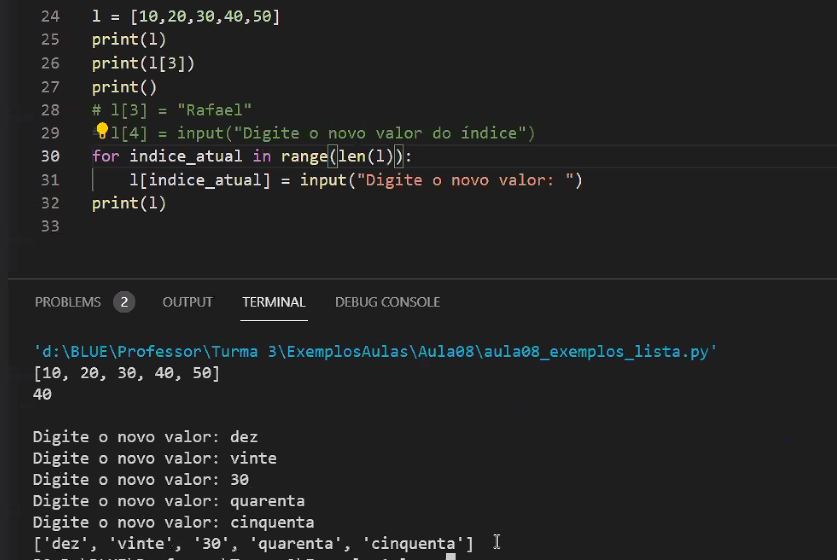 24 l = [10,20,30,40,50]
25 print(l)
26 print(l[3])
27 print()
28 # l[3] = "Rafael"
29 l[4] = input("Digite o novo valor do índice")
30 for indice_atual in range(len(l)):
31 l[indice_atual] = input("Digite o novo valor: ")
32 print(l)
33
PROBLEMS 2 OUTPUT TERMINAL DEBUG CONSOLE
'd:\BLUE\Professor\Turma 3\ExemplosAulas\Aula08\aula08_exemplos_lista.py'
[10, 20, 30, 40, 50]
40
Digite o novo valor: dez
Digite o novo valor: vinte
Digite o novo valor: 30
Digite o novo valor: quarenta
Digite o novo valor: cinquenta
['dez', 'vinte', '30', 'quarenta', 'cinquenta']